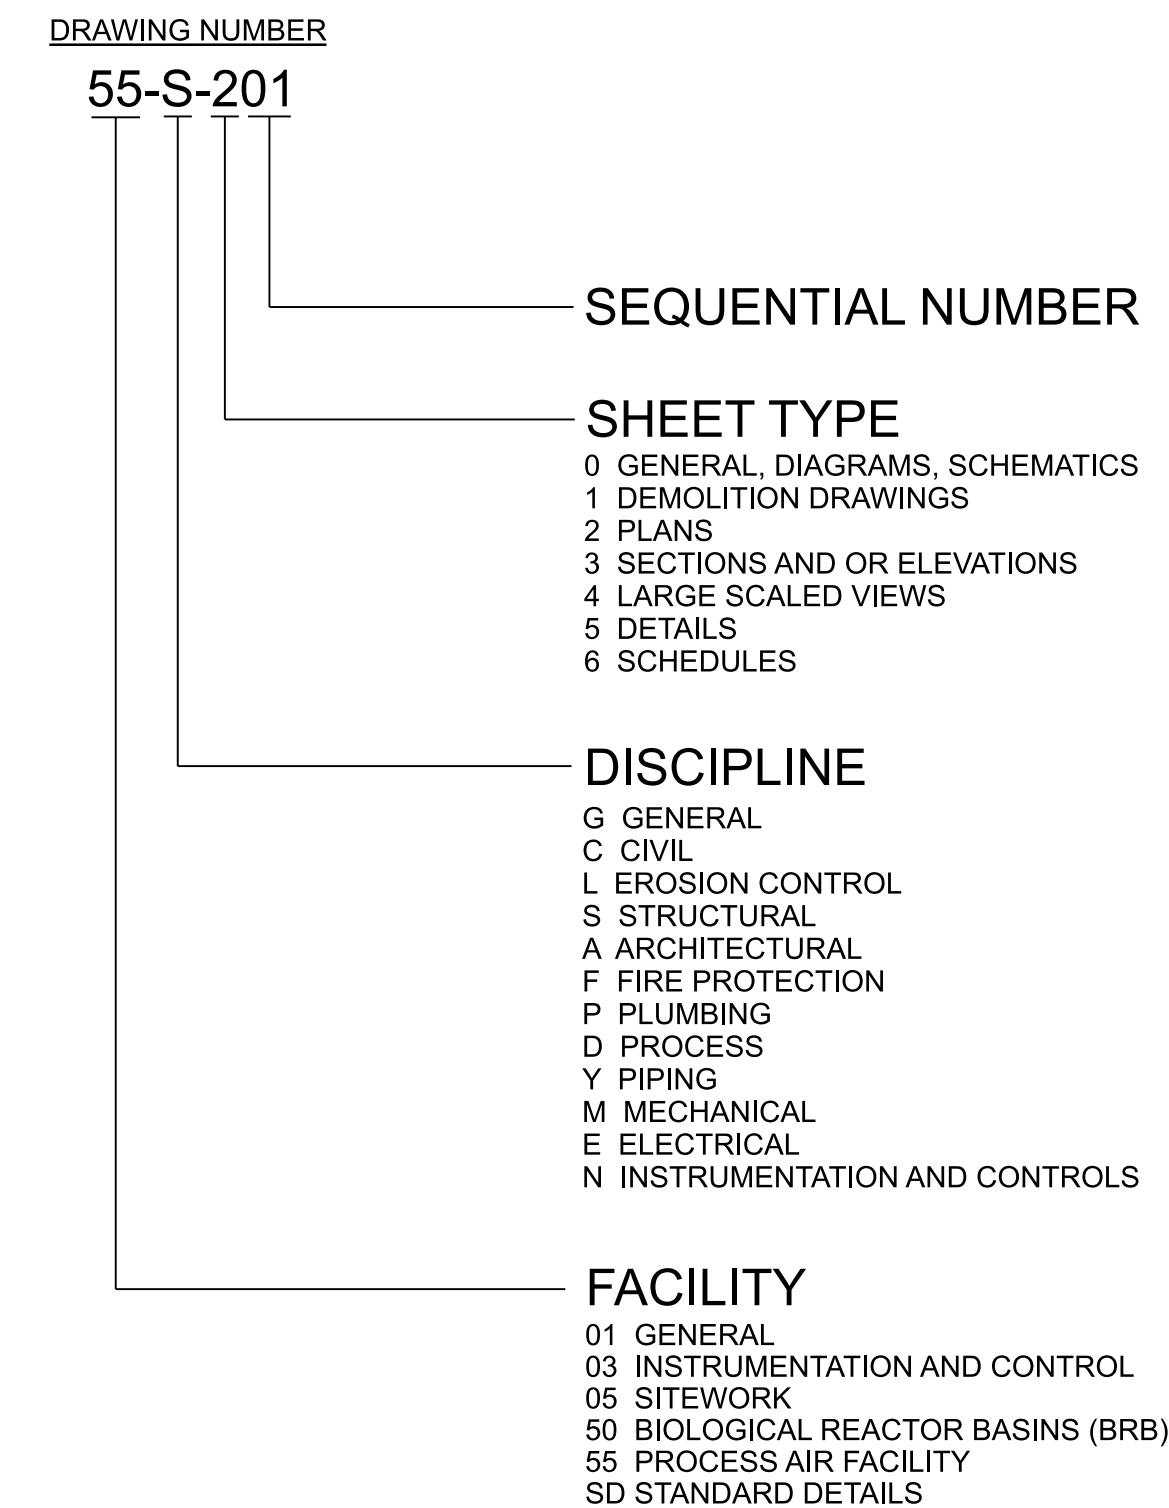 DRAWING NUMBER
55-S-201
SEQUENTIAL NUMBER
SHEET TYPE
0 GENERAL, DIAGRAMS, SCHEMATICS
1 DEMOLITION DRAWINGS
2 PLANS
3 SECTIONS AND OR ELEVATIONS
4 LARGE SCALED VIEWS
5 DETAILS
6 SCHEDULES
DISCIPLINE
G GENERAL
C CIVIL
L EROSION CONTROL
S STRUCTURAL
A ARCHITECTURAL
F FIRE PROTECTION
P PLUMBING
D PROCESS
Y PIPING
M MECHANICAL
E ELECTRICAL
N INSTRUMENTATION AND CONTROLS
FACILITY
01 GENERAL
03 INSTRUMENTATION AND CONTROL
05 SITEWORK
50 BIOLOGICAL REACTOR BASINS (BRB)
55 PROCESS AIR FACILITY
SD STANDARD DETAILS